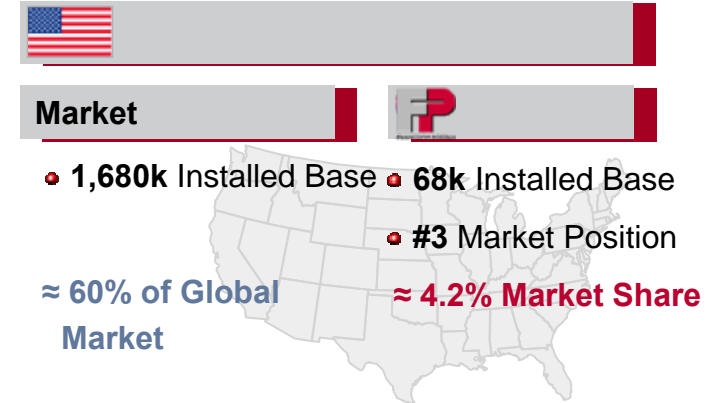 Market
FP
1,680k Installed Base
68k Installed Base
#3 Market Position
≈ 60% of Global
Market
≈ 4.2% Market Share